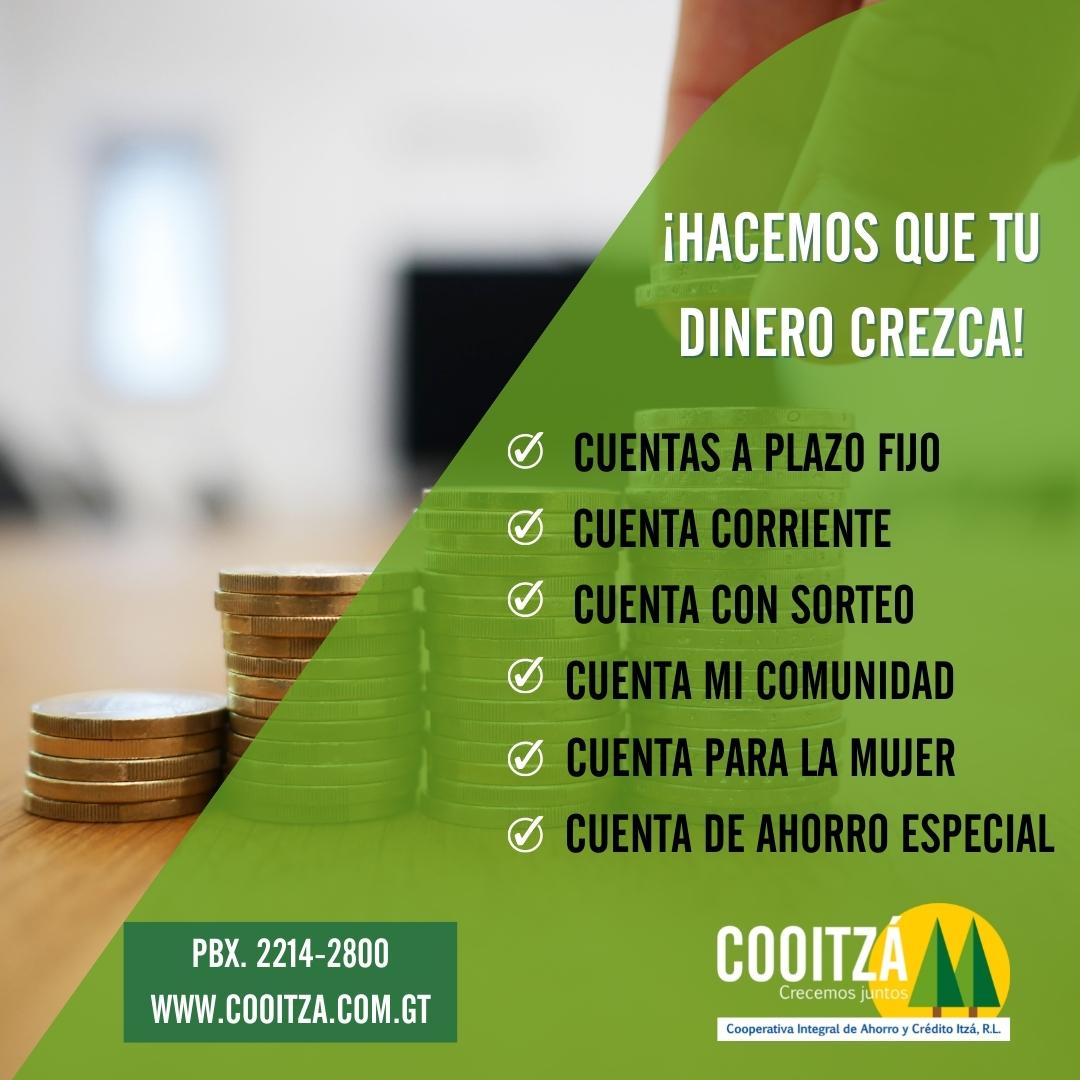 ¡HACEMOS QUE TU
DINERO CREZCA!
CUENTAS A PLAZO FIJO
CUENTA CORRIENTE
CUENTA CON SORTEO
CUENTA MI COMUNIDAD
CUENTA PARA LA MUJER
CUENTA DE AHORRO ESPECIAL
PBX. 2214-2800
WWW.COOITZA.COM.GT
COOITZÁ
Crecemos juntos
Cooperativa Integral de Ahorro y Crédito Itzá, R.L.